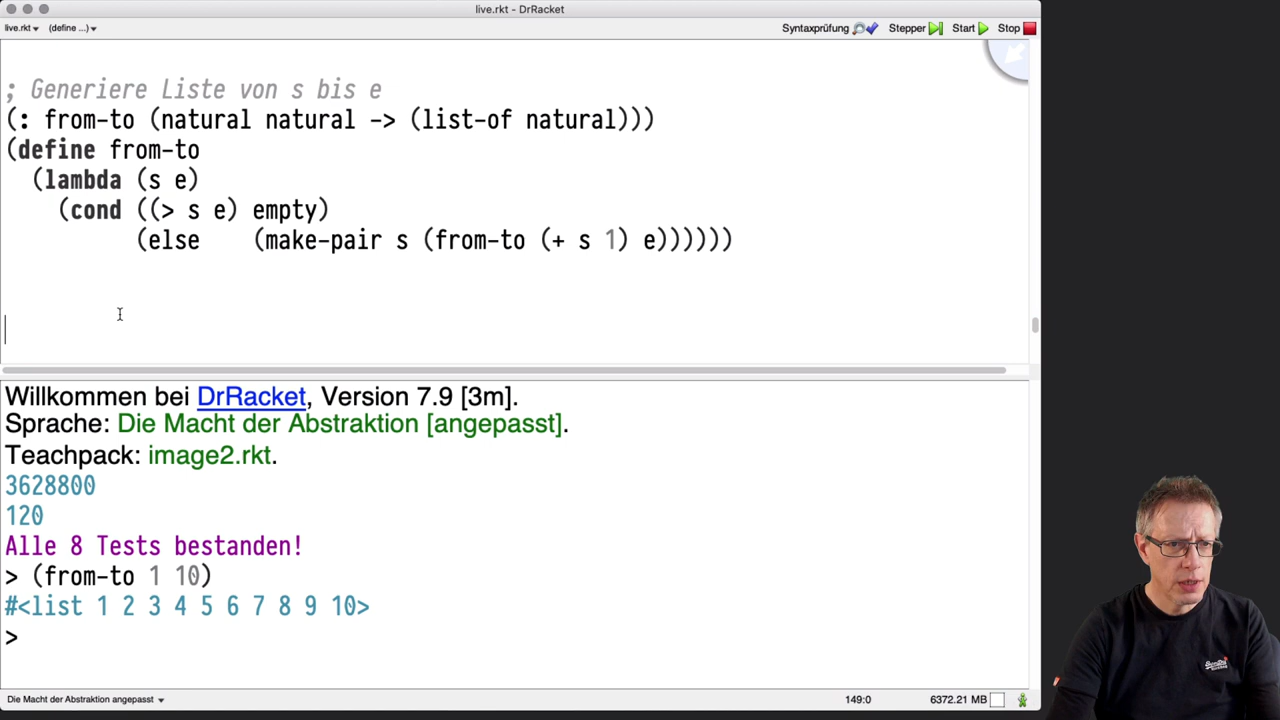 live.rkt - DrRacket
live.rkt (define ...) Syntaxprüfung Stepper Start Stop
; Generiere Liste von s bis e
(: from-to (natural natural -> (list-of natural)))
(define from-to
(lambda (s e)
(cond ((> s e) empty)
(else (make-pair s (from-to (+ s 1) e))))))
Willkommen bei DrRacket, Version 7.9 [3m].
Sprache: Die Macht der Abstraktion [angepasst].
Teachpack: image2.rkt.
3628800
120
Alle 8 Tests bestanden!
> (from-to 1 10)
#<list 1 2 3 4 5 6 7 8 9 10>
>
Die Macht der Abstraktion angepasst 149:0 6372.21 MB